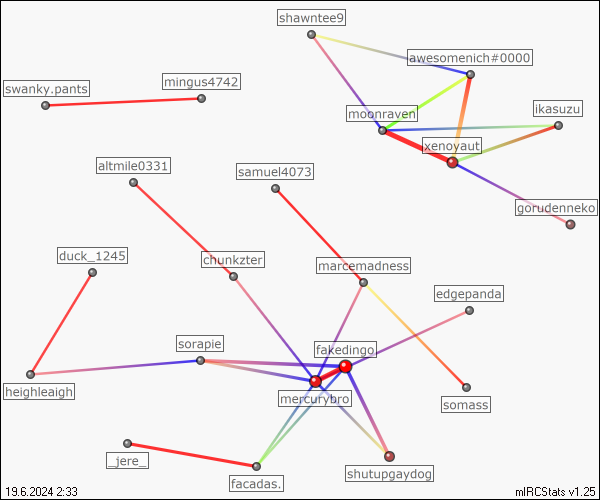 shawntee9
awesomenich#0000
swanky.pants
mingus4742
moonraven
ikasuzu
xenoyaut
altmile0331
samuel4073
gorudenneko
duck_1245
chunkzter
marcemadness
edgepanda
sorapie
fakedingo
heighleaigh
mercurybro
somass
_jere_
facadas.
shutupgaydog
19.6.2024 2:33
mIRCStats v1.25